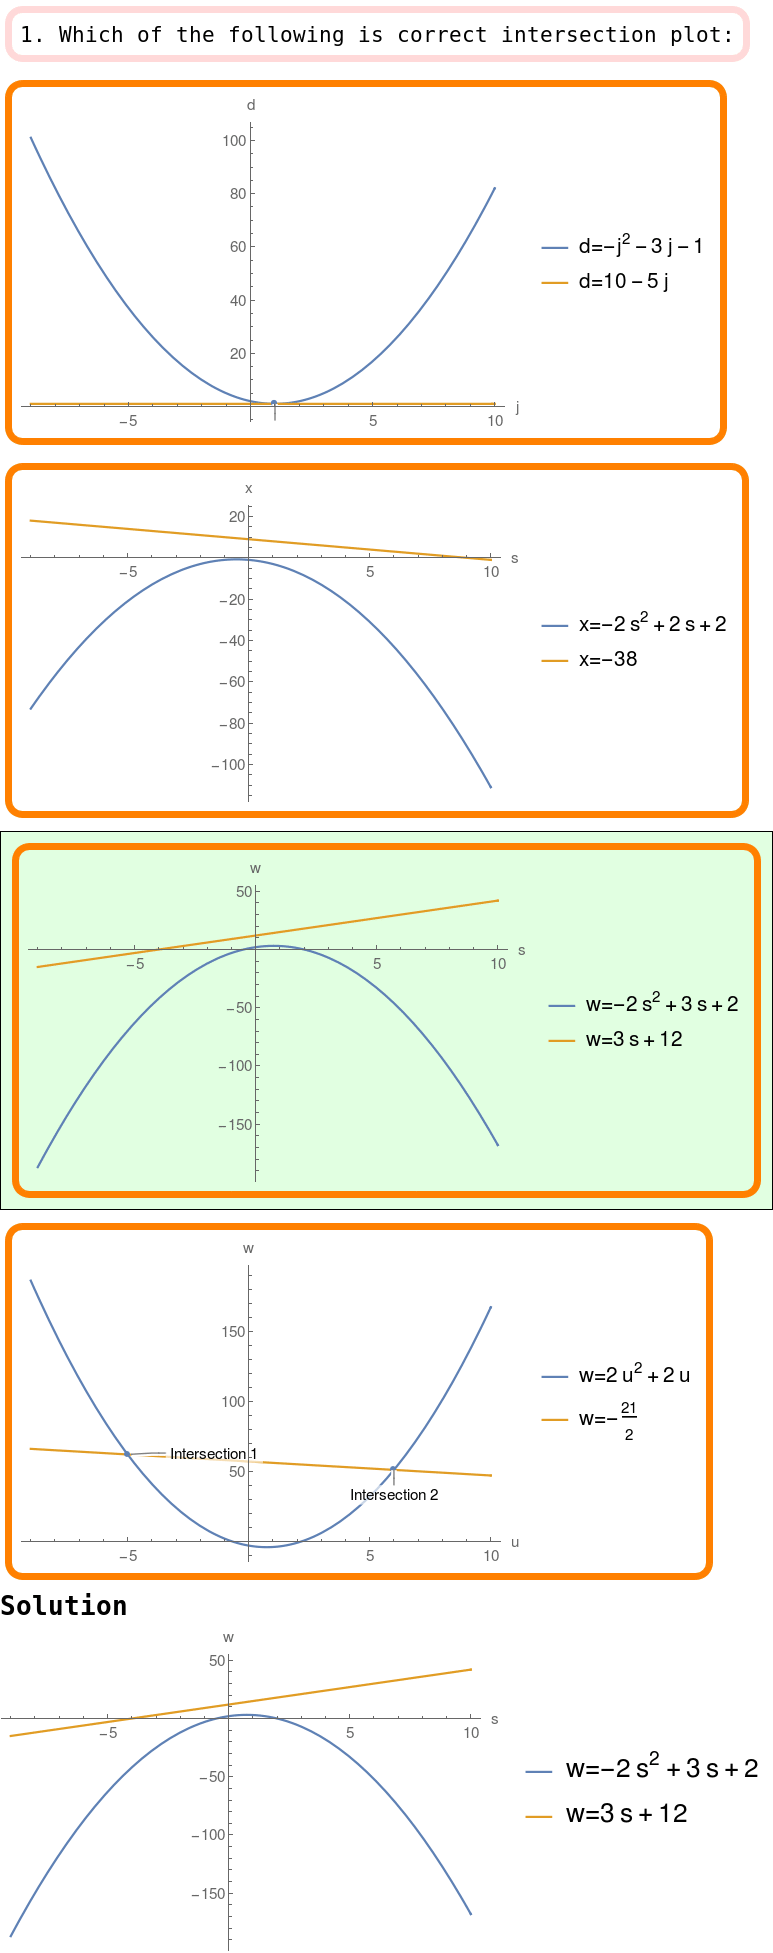 1. Which of the following is correct intersection plot:
d
100
80
60
40
20
−5
5
10
j
d=−j² − 3 j − 1
d=10 − 5 j
x
20
−5
5
10
s
−20
−40
−60
−80
−100
x=−2 s² + 2 s + 2
x=−38
w
50
−5
5
10
s
−50
−100
−150
w=−2 s² + 3 s + 2
w=3 s + 12
w
150
100
Intersection 1
50
Intersection 2
−5
5
10
u
w=2 u² + 2 u
w=−21/2
Solution
w
50
−5
5
10
s
−50
−100
−150
w=−2 s² + 3 s + 2
w=3 s + 12